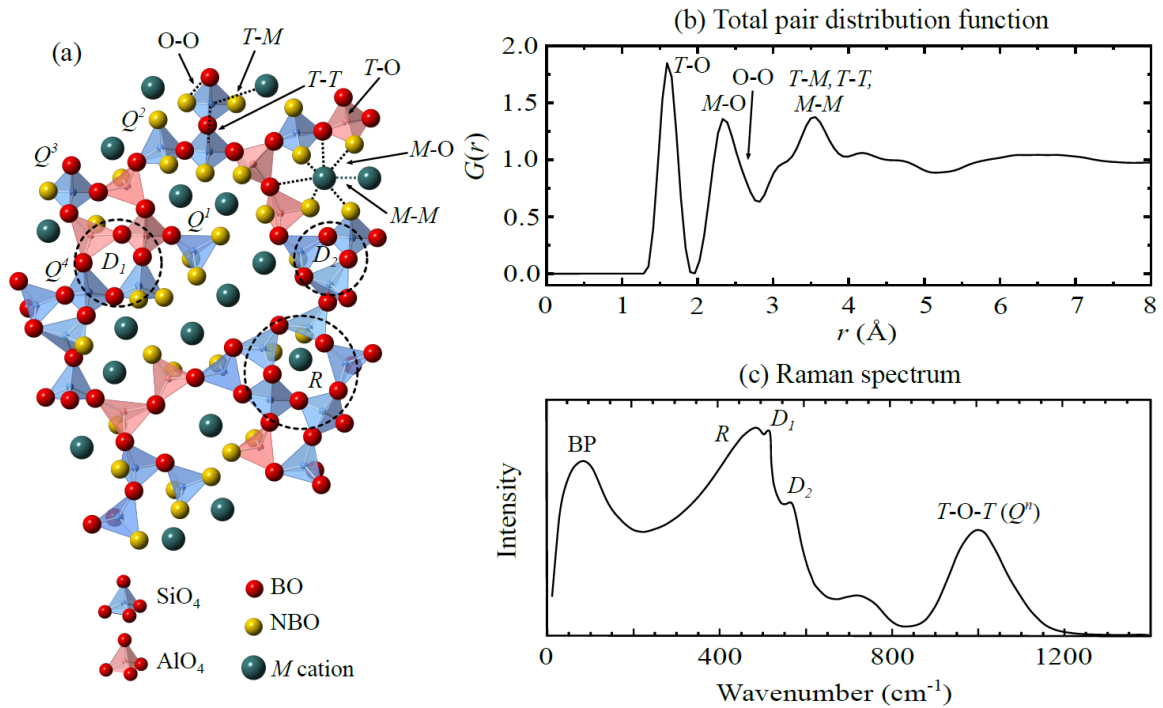 (a)
O-O
T-M
T-O
T-T
Q²
Q³
M-O
M-M
Q¹
D₁
D₂
Q⁴
R
SiO₄
AlO₄
BO
NBO
M cation
(b) Total pair distribution function
G(r)
2.0
1.5
1.0
0.5
0.0
T-O
M-O
O-O
T-M, T-T,
M-M
0 1 2 3 4 5 6 7 8
r (Å)
(c) Raman spectrum
Intensity
BP
R
D₁
D₂
T-O-T (Qⁿ)
0 400 800 1200
Wavenumber (cm⁻¹)